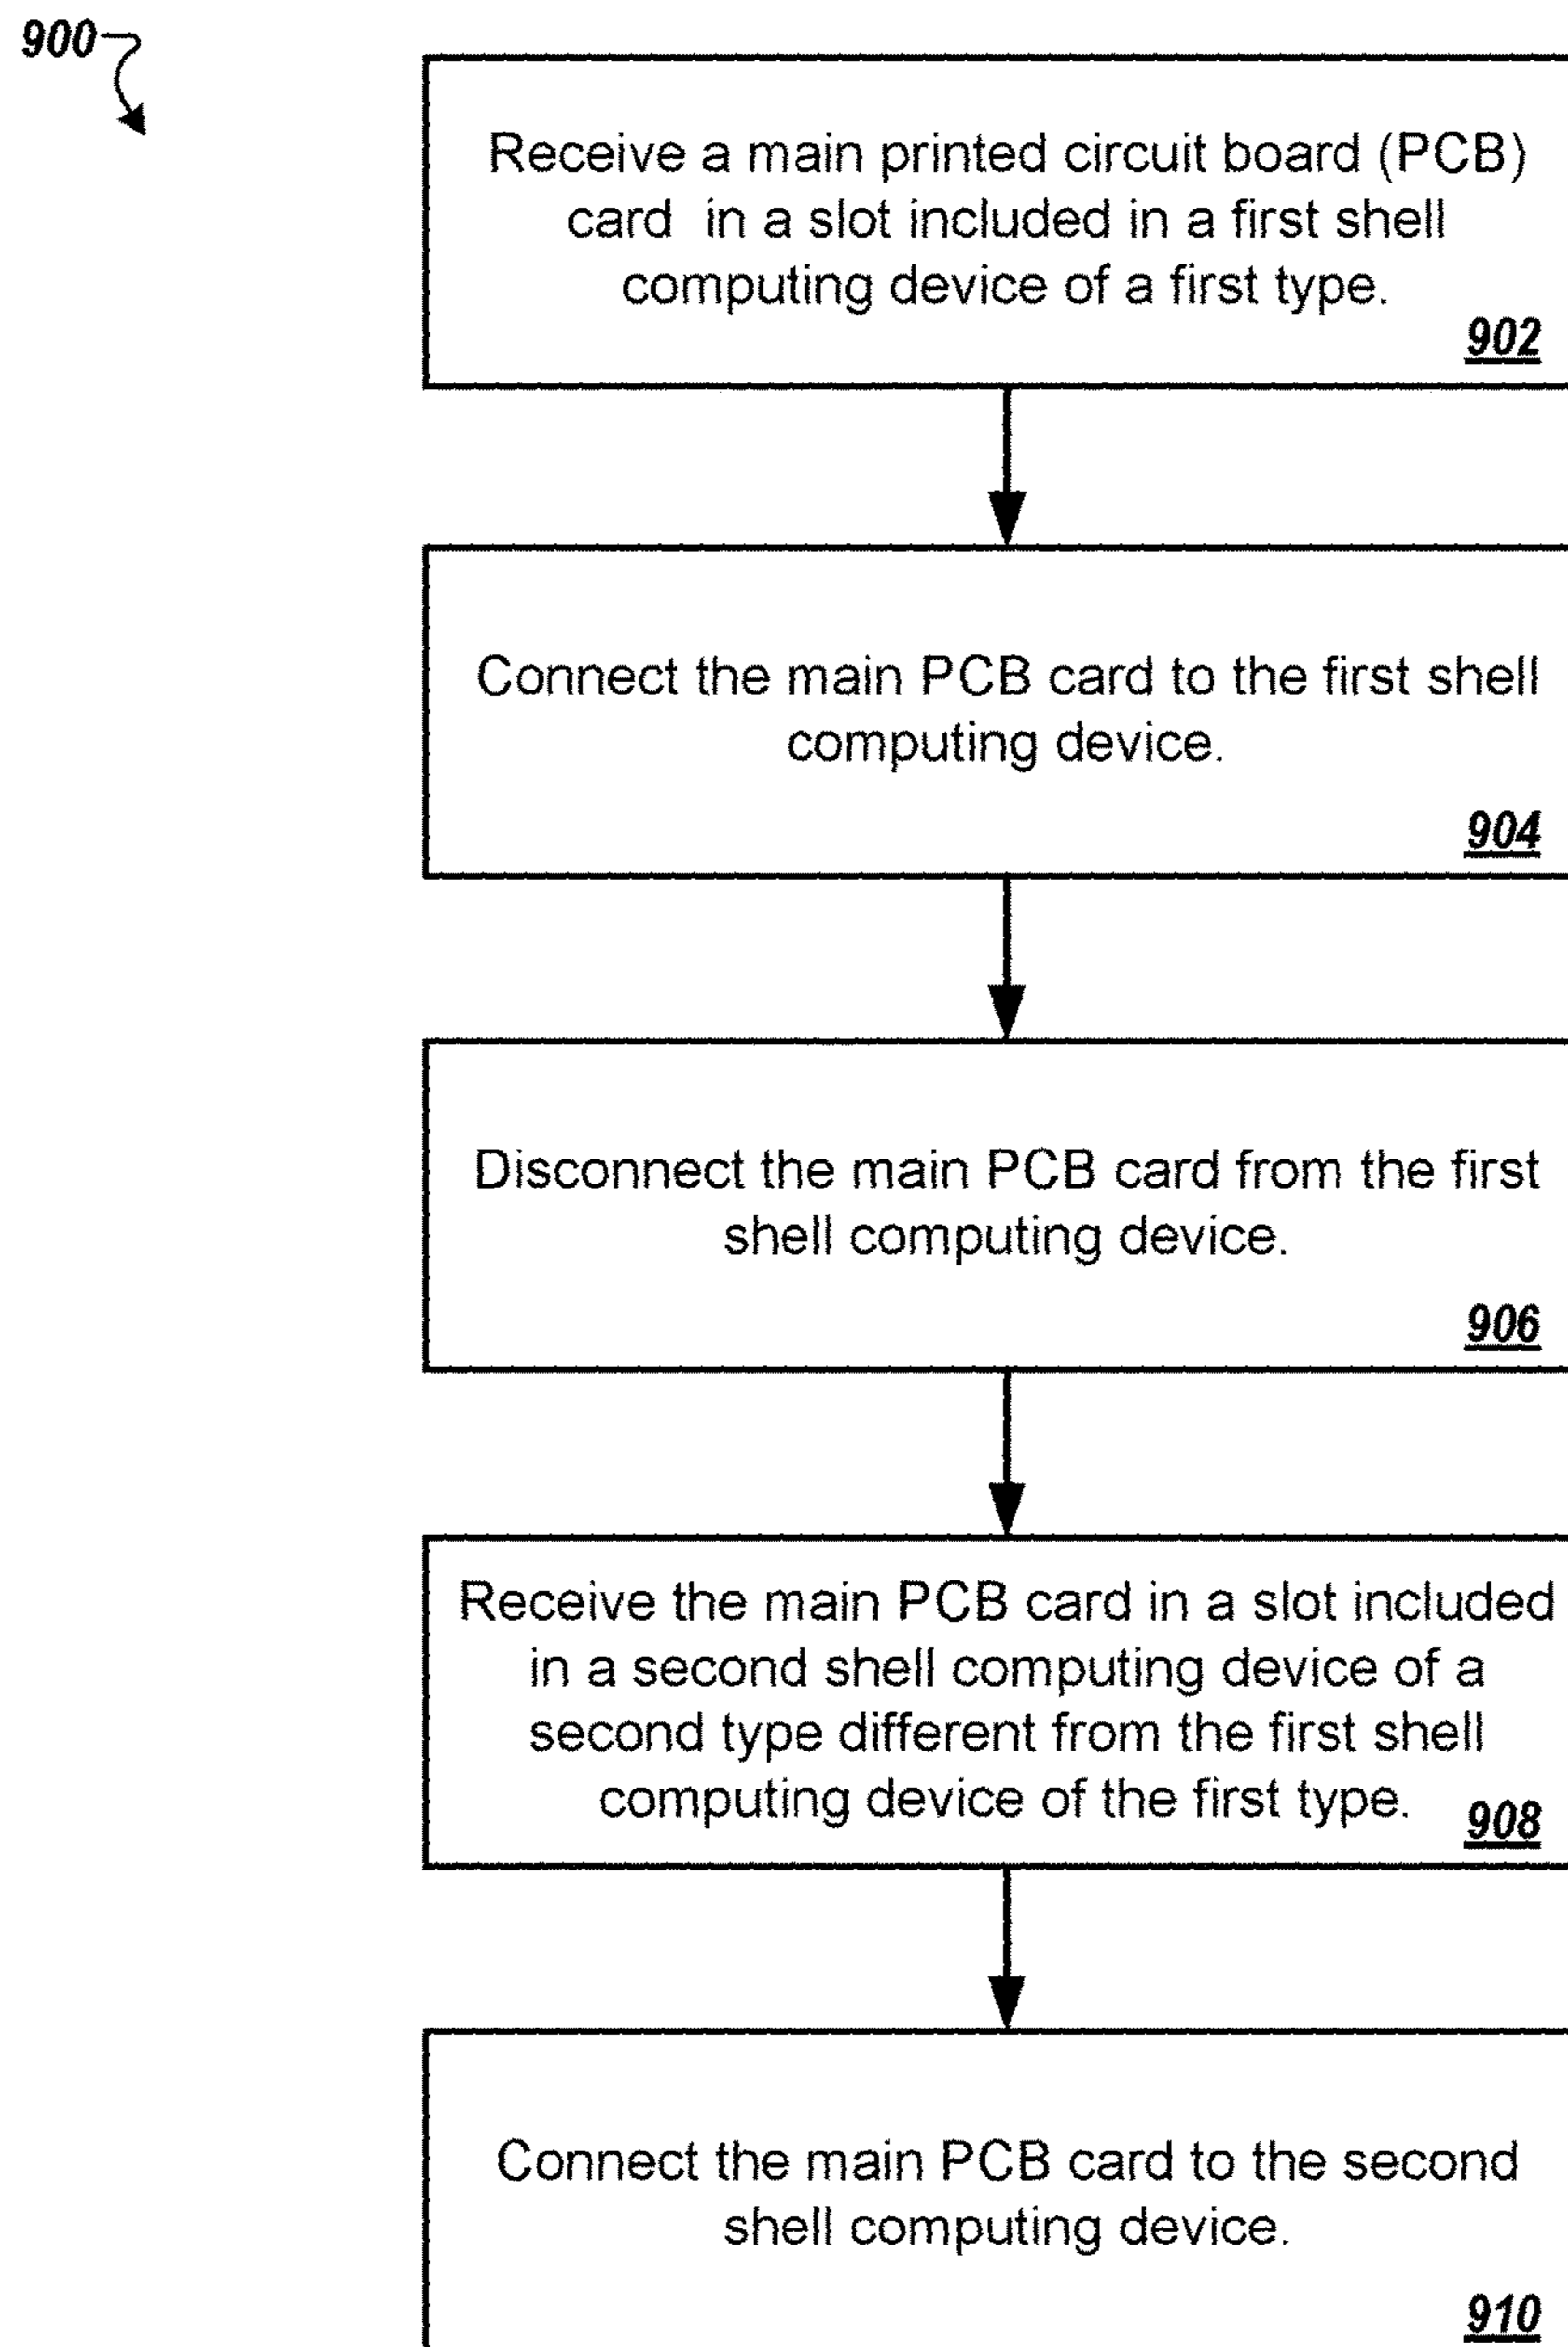 900
Receive a main printed circuit board (PCB)
card in a slot included in a first shell
computing device of a first type.
902
Connect the main PCB card to the first shell
computing device.
904
Disconnect the main PCB card from the first
shell computing device.
906
Receive the main PCB card in a slot included
in a second shell computing device of a
second type different from the first shell
computing device of the first type.
908
Connect the main PCB card to the second
shell computing device.
910